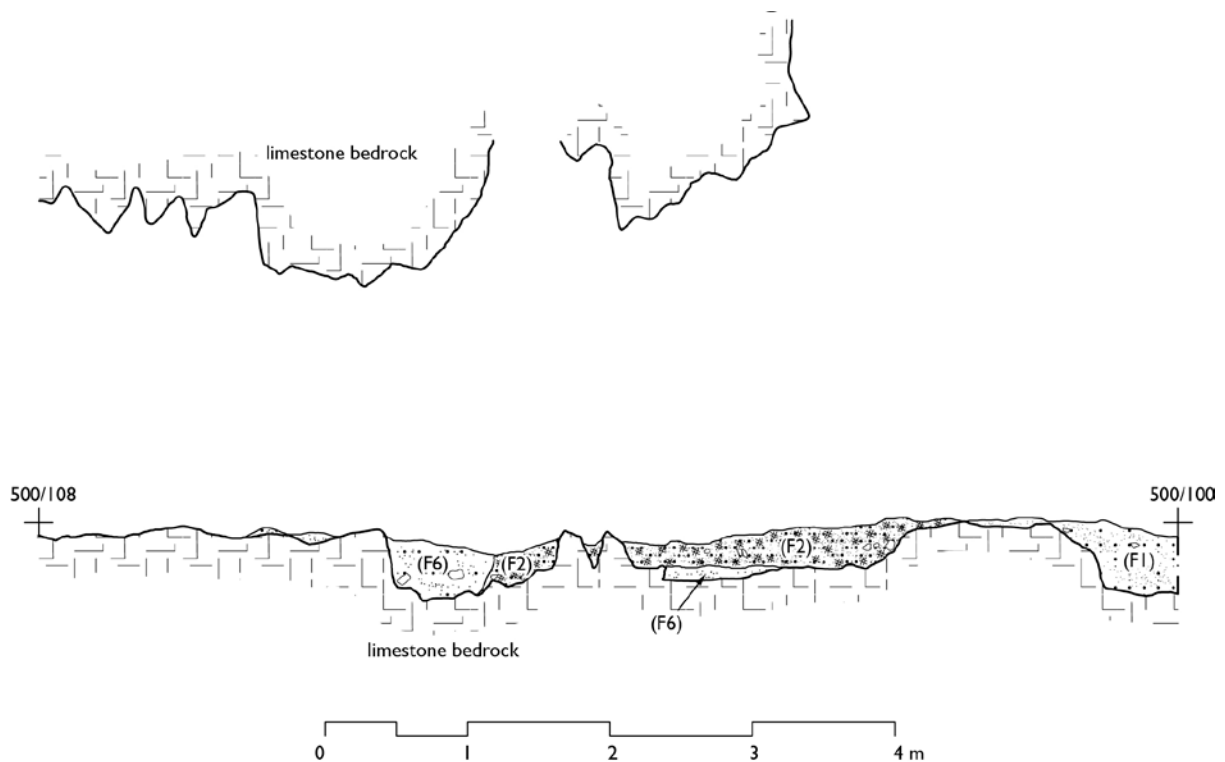 limestone bedrock
500/108
500/100
(F6)
(F2)
(F2)
(F1)
(F6)
limestone bedrock
0 1 2 3 4 m